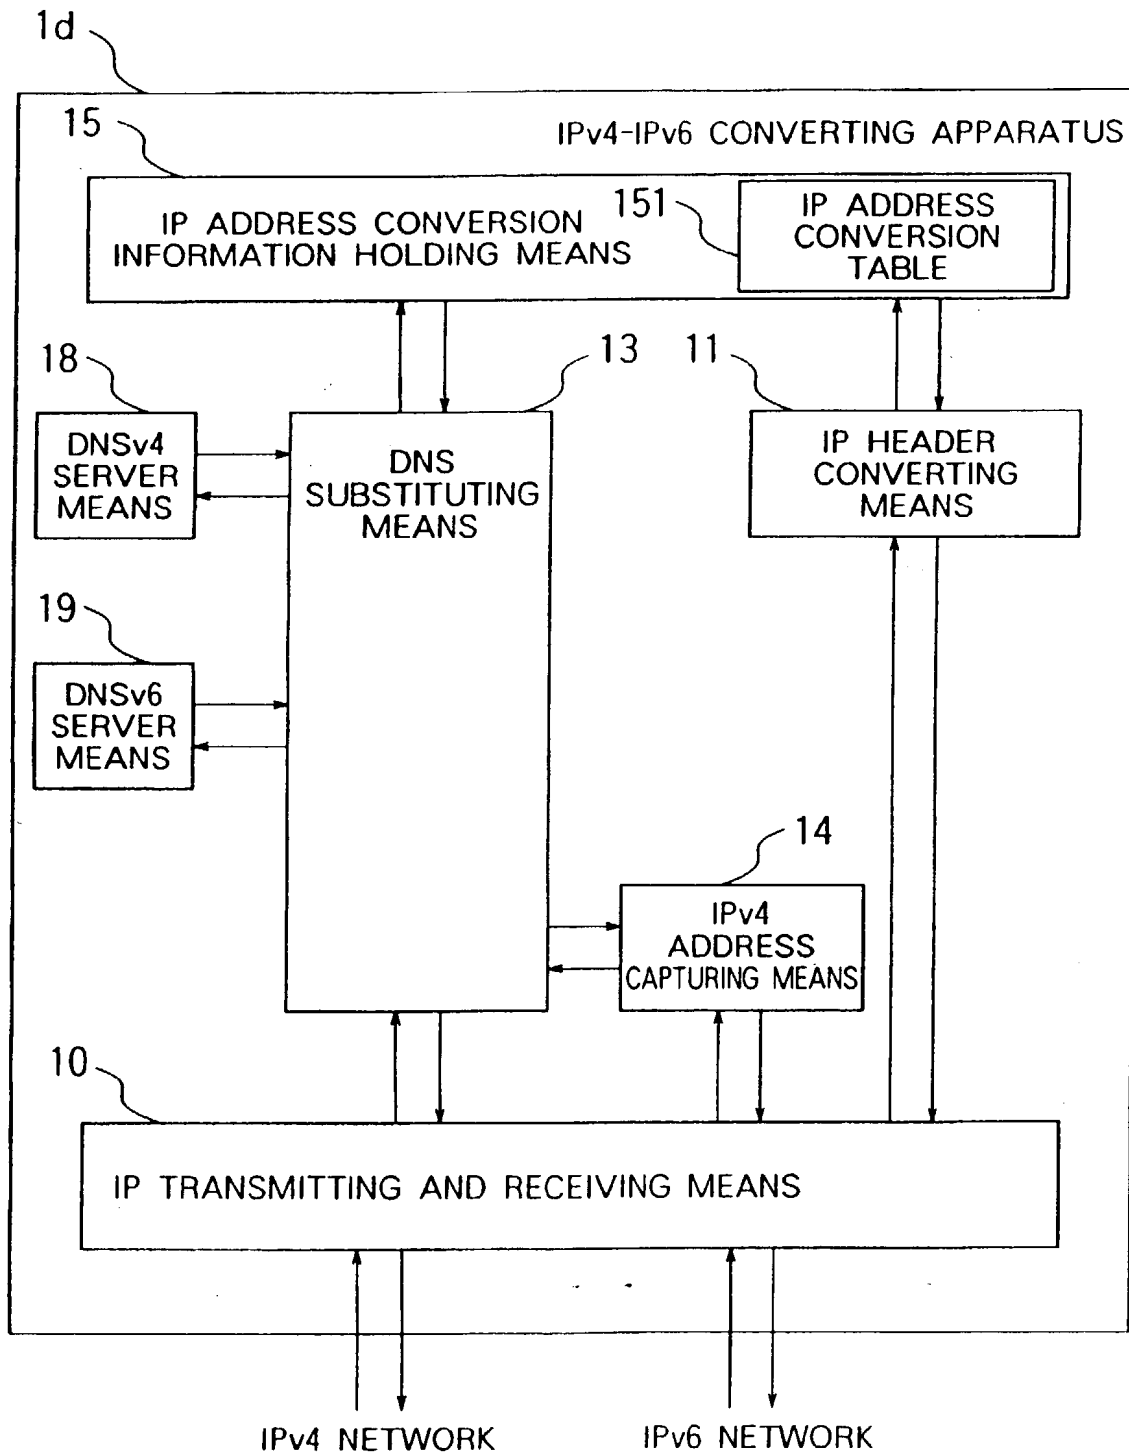 1d
IPv4-IPv6 CONVERTING APPARATUS
15
IP ADDRESS CONVERSION
INFORMATION HOLDING MEANS
151
IP ADDRESS
CONVERSION
TABLE
18
13
11
DNSv4
SERVER
MEANS
DNS
SUBSTITUTING
MEANS
IP HEADER
CONVERTING
MEANS
19
DNSv6
SERVER
MEANS
14
IPv4
ADDRESS
CAPTURING MEANS
10
IP TRANSMITTING AND RECEIVING MEANS
IPv4 NETWORK
IPv6 NETWORK